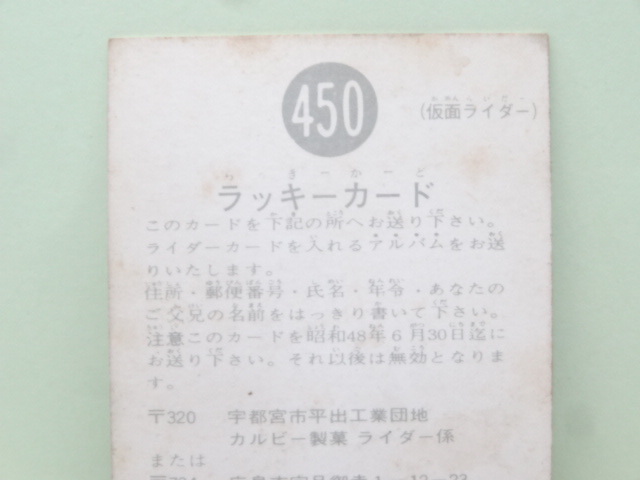 450
(仮面ライダー)
ラッキーカード
このカードを下記の所へお送り下さい。
ライダーカードを入れるアルバムをお送
りいたします。
住所・郵便番号・氏名・年令・あなたの
ご父兄の名前をはっきり書いて下さい。
注意このカードを昭和48年6月30日迄に
お送り下さい。それ以後は無効となりま
す。
〒320 宇都宮市平出工業団地
カルビー製菓 ライダー係
または